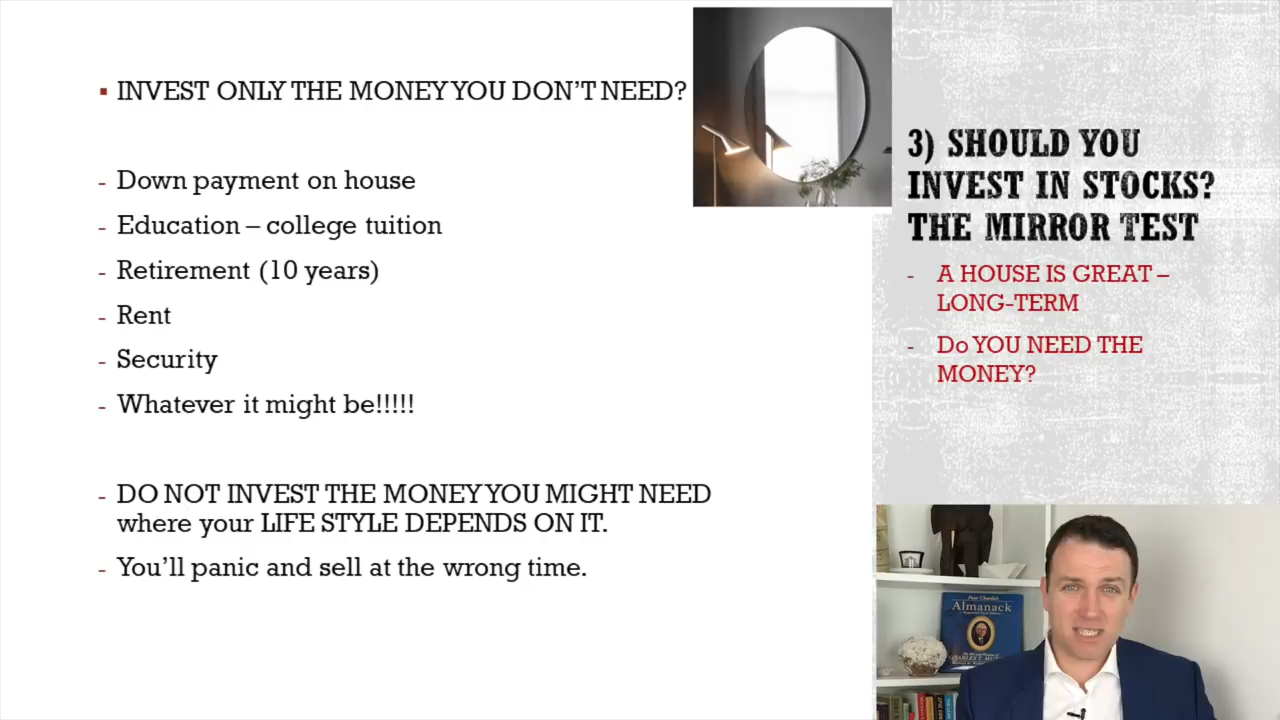 INVEST ONLY THE MONEY YOU DON'T NEED?
- Down payment on house
- Education – college tuition
- Retirement (10 years)
- Rent
- Security
- Whatever it might be!!!!!
- DO NOT INVEST THE MONEY YOU MIGHT NEED
where your LIFE STYLE DEPENDS ON IT.
- You'll panic and sell at the wrong time.
3) SHOULD YOU
INVEST IN STOCKS?
THE MIRROR TEST
- A HOUSE IS GREAT –
LONG-TERM
- Do YOU NEED THE
MONEY?
Poor Charlie's
Almanack